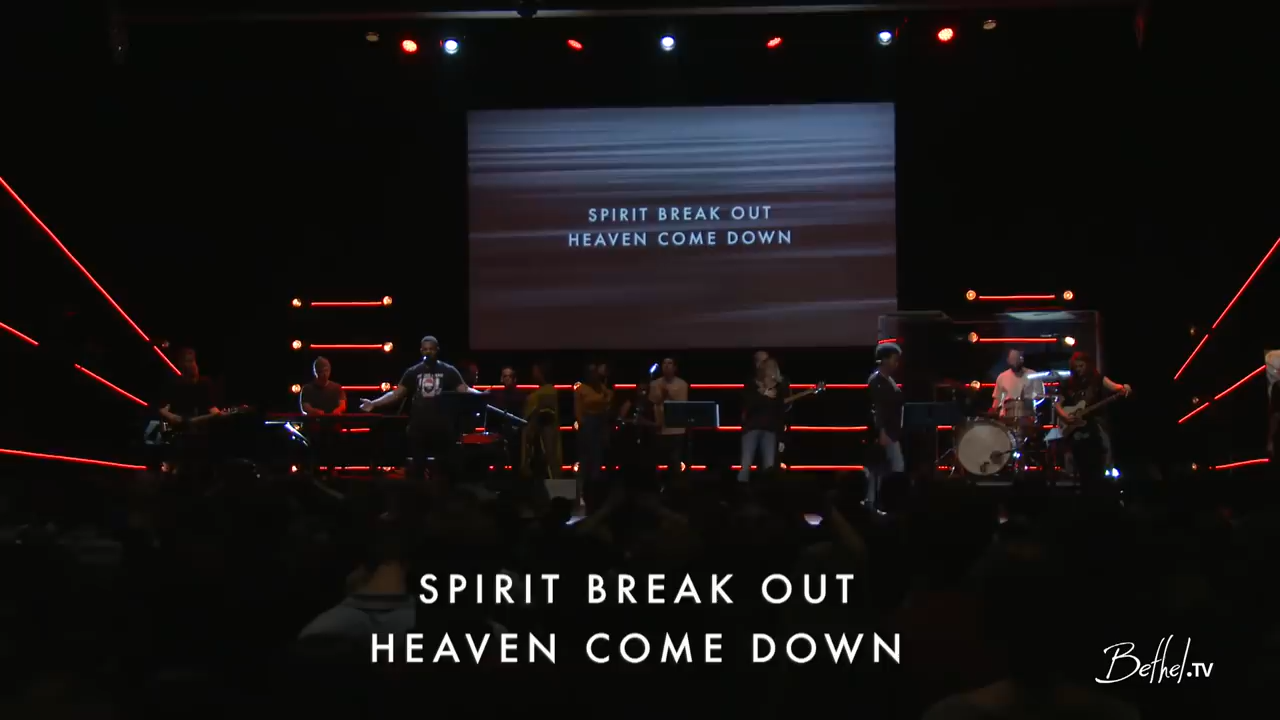 SPIRIT BREAK OUT
HEAVEN COME DOWN
SPIRIT BREAK OUT
HEAVEN COME DOWN
Bethel.TV